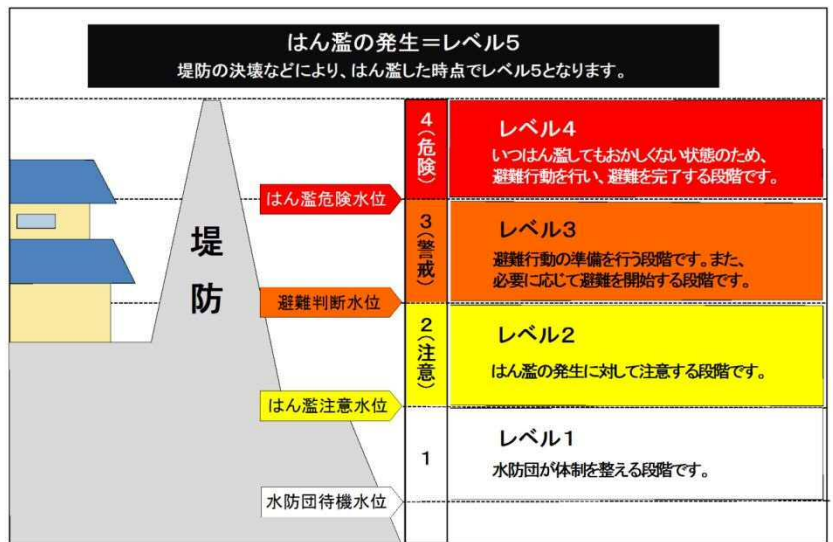 はん濫の発生＝レベル５
堤防の決壊などにより、はん濫した時点でレベル５となります。
４（危険）
レベル４
いつはん濫してもおかしくない状態のため、
避難行動を行い、避難を完了する段階です。
はん濫危険水位
３（警戒）
レベル３
避難行動の準備を行う段階です。また、
必要に応じて避難を開始する段階です。
堤防
避難判断水位
２（注意）
レベル２
はん濫の発生に対して注意する段階です。
はん濫注意水位
１
レベル１
水防団が体制を整える段階です。
水防団待機水位